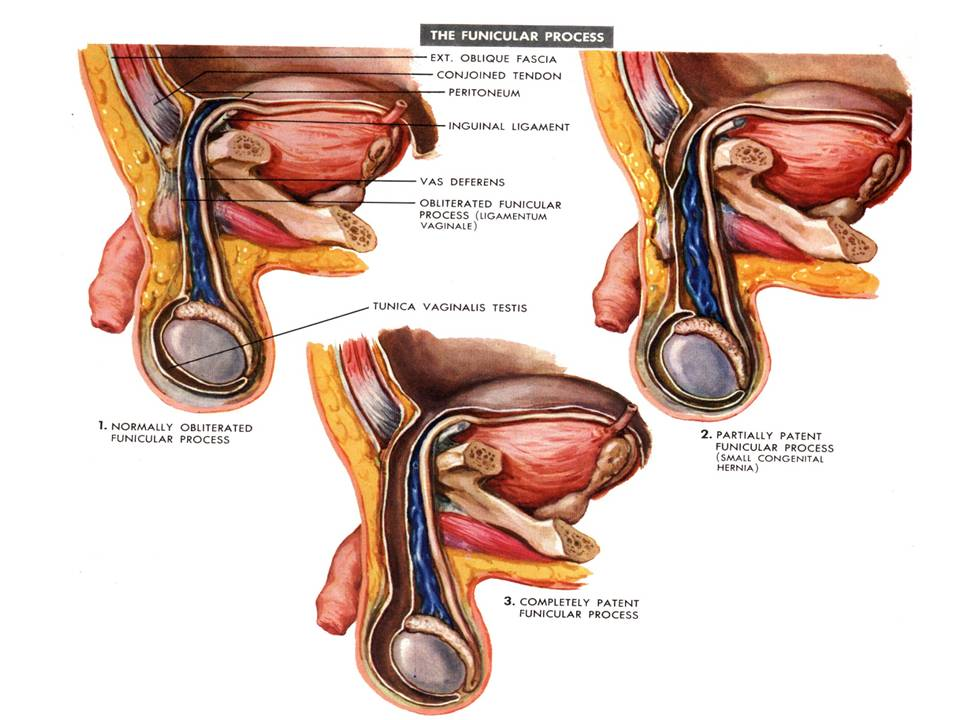 THE FUNICULAR PROCESS
EXT. OBLIQUE FASCIA
CONJOINED TENDON
PERITONEUM
INGUINAL LIGAMENT
VAS DEFERENS
OBLITERATED FUNICULAR
PROCESS (LIGAMENTUM
VAGINALE)
TUNICA VAGINALIS TESTIS
1. NORMALLY OBLITERATED
FUNICULAR PROCESS
2. PARTIALLY PATENT
FUNICULAR PROCESS
(SMALL CONGENITAL
HERNIA)
3. COMPLETELY PATENT
FUNICULAR PROCESS